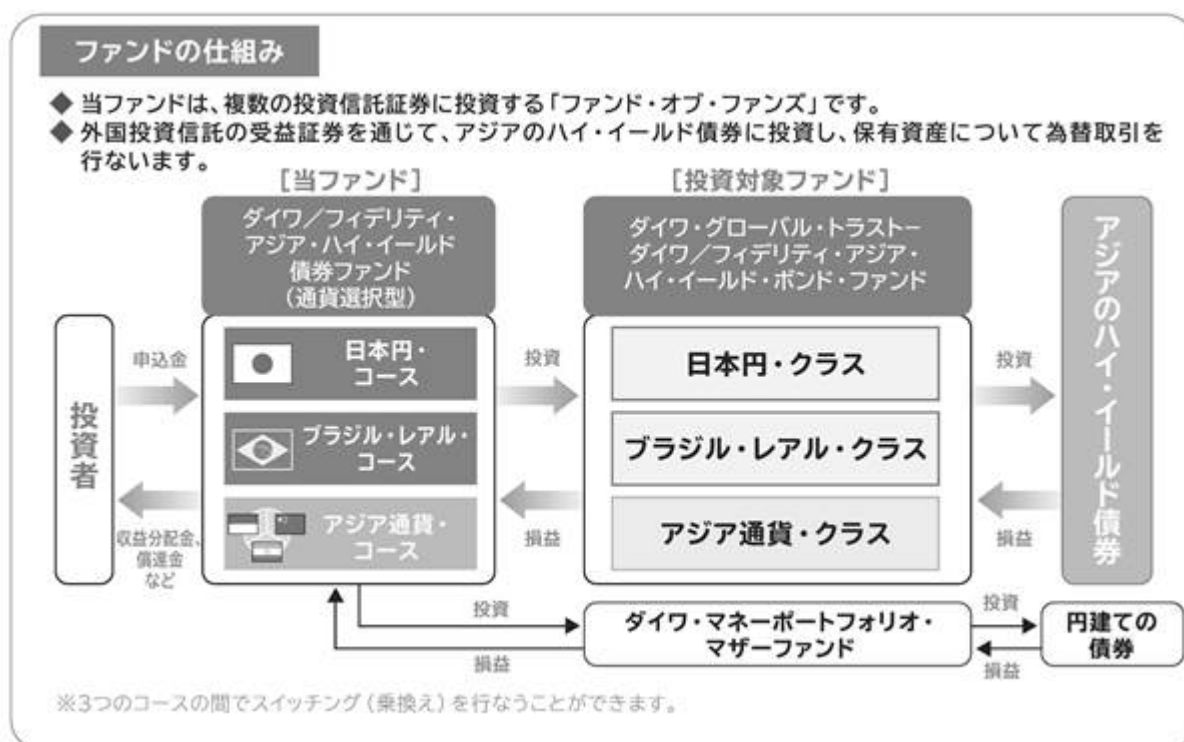 ファンドの仕組み
◆ 当ファンドは、複数の投資信託証券に投資する「ファンド・オブ・ファンズ」です。
◆ 外国投資信託の受益証券を通じて、アジアのハイ・イールド債券に投資し、保有資産について為替取引を
行ないます。
［当ファンド］
［投資対象ファンド］
ダイワ／フィデリティ・
アジア・ハイ・イールド
債券ファンド
（通貨選択型）
ダイワ・グローバル・トラストー
ダイワ／フィデリティ・アジア・
ハイ・イールド・ボンド・ファンド
投資者
申込金
収益分配金、
償還金
など
日本円・
コース
ブラジル・レアル・
コース
アジア通貨・
コース
投資
損益
日本円・クラス
ブラジル・レアル・クラス
アジア通貨・クラス
投資
損益
アジアのハイ・イールド債券
投資
損益
ダイワ・マネーポートフォリオ・
マザーファンド
投資
損益
円建ての
債券
※3つのコースの間でスイッチング（乗換え）を行なうことができます。